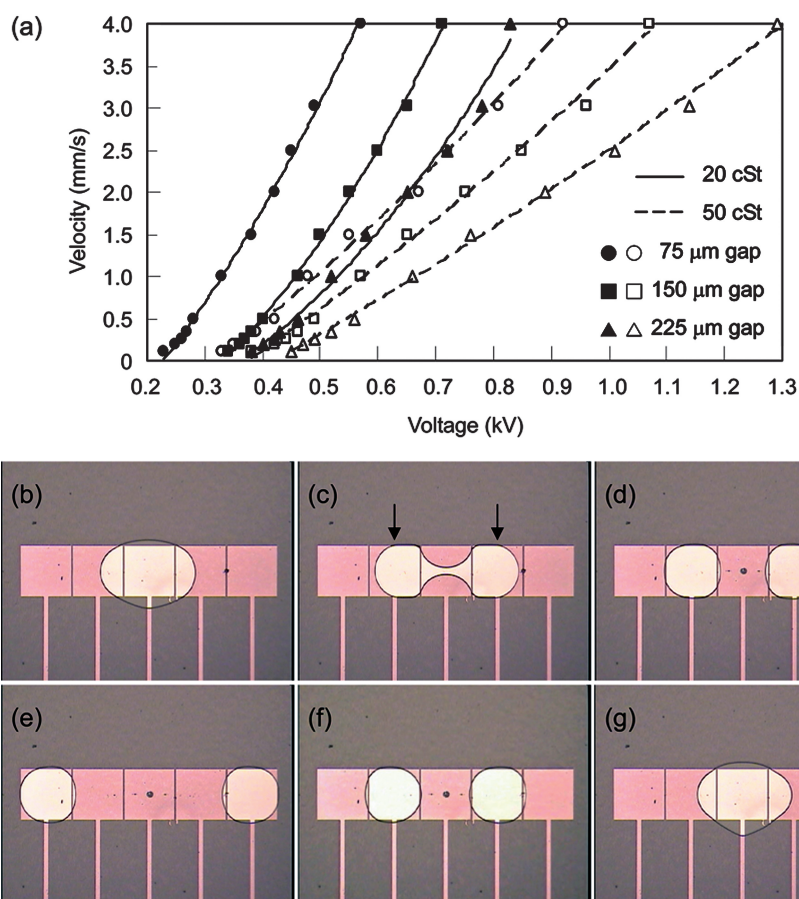 (a)
4.0
3.5
3.0
2.5
2.0
1.5
1.0
0.5
0
Velocity (mm/s)
0.2 0.3 0.4 0.5 0.6 0.7 0.8 0.9 1.0 1.1 1.2 1.3
Voltage (kV)
20 cSt
50 cSt
75 μm gap
150 μm gap
225 μm gap
(b) (c) (d)
(e) (f) (g)